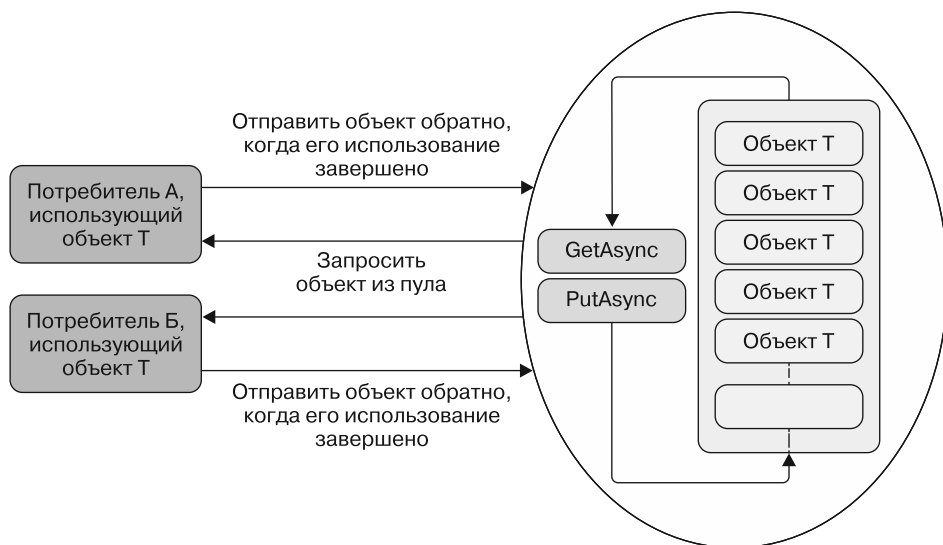 Отправить объект обратно,
когда его использование
завершено
Потребитель А,
использующий
объект Т
Запросить
объект из пула
Потребитель Б,
использующий
объект Т
Отправить объект обратно,
когда его использование
завершено
GetAsync
PutAsync
Объект Т
Объект Т
Объект Т
Объект Т
Объект Т